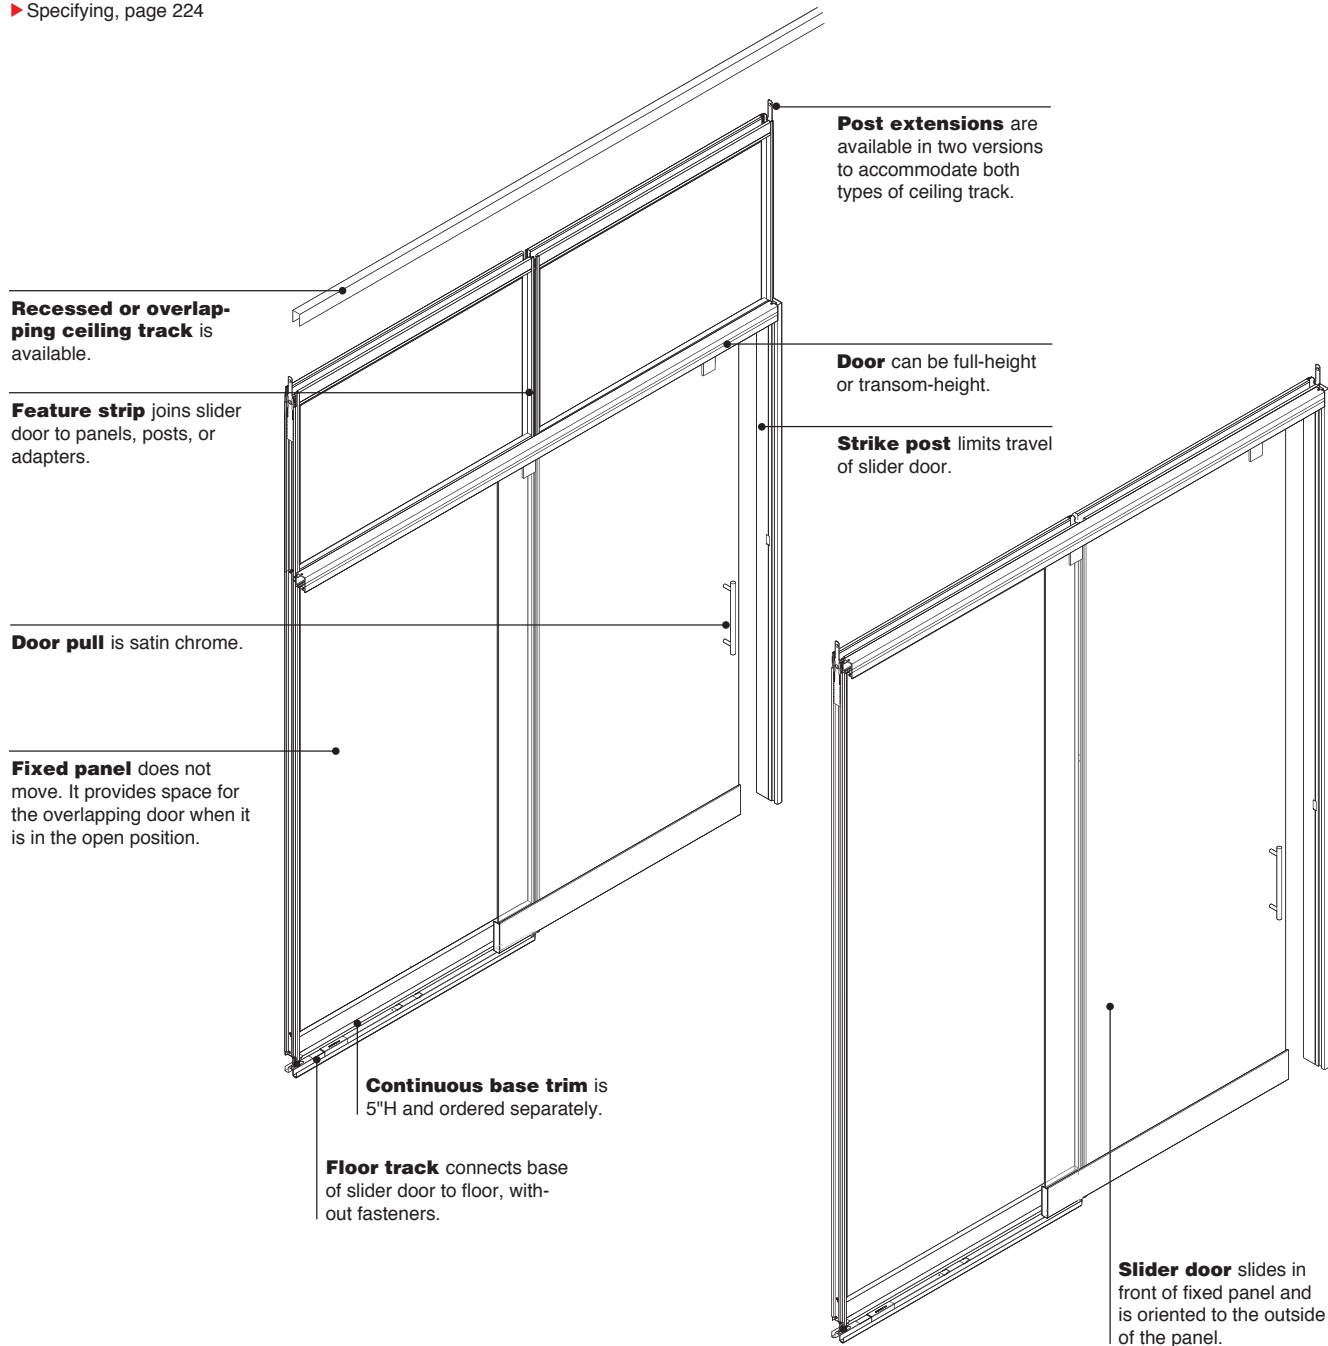 ▶Specifying, page 224
Post extensions are
available in two versions
to accommodate both
types of ceiling track.
Recessed or overlap-
ping ceiling track is
available.
Door can be full-height
or transom-height.
Feature strip joins slider
door to panels, posts, or
adapters.
Strike post limits travel
of slider door.
Door pull is satin chrome.
Fixed panel does not
move. It provides space for
the overlapping door when it
is in the open position.
Continuous base trim is
5"H and ordered separately.
Floor track connects base
of slider door to floor, with-
out fasteners.
Slider door slides in
front of fixed panel and
is oriented to the outside
of the panel.